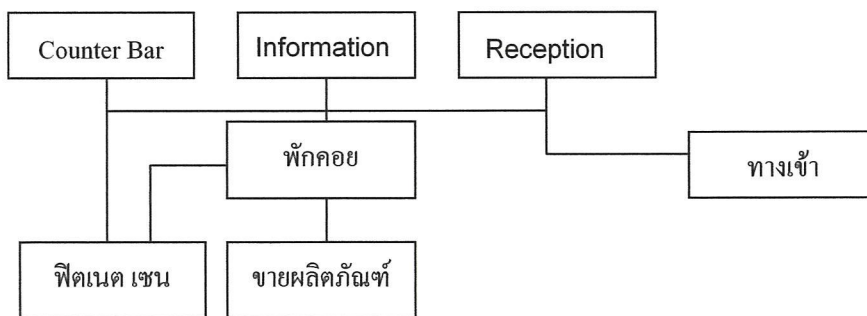 Counter Bar
Information
Reception
พักคอย
ทางเข้า
ฟิตเนต เซน
ขายผลิตภัณฑ์